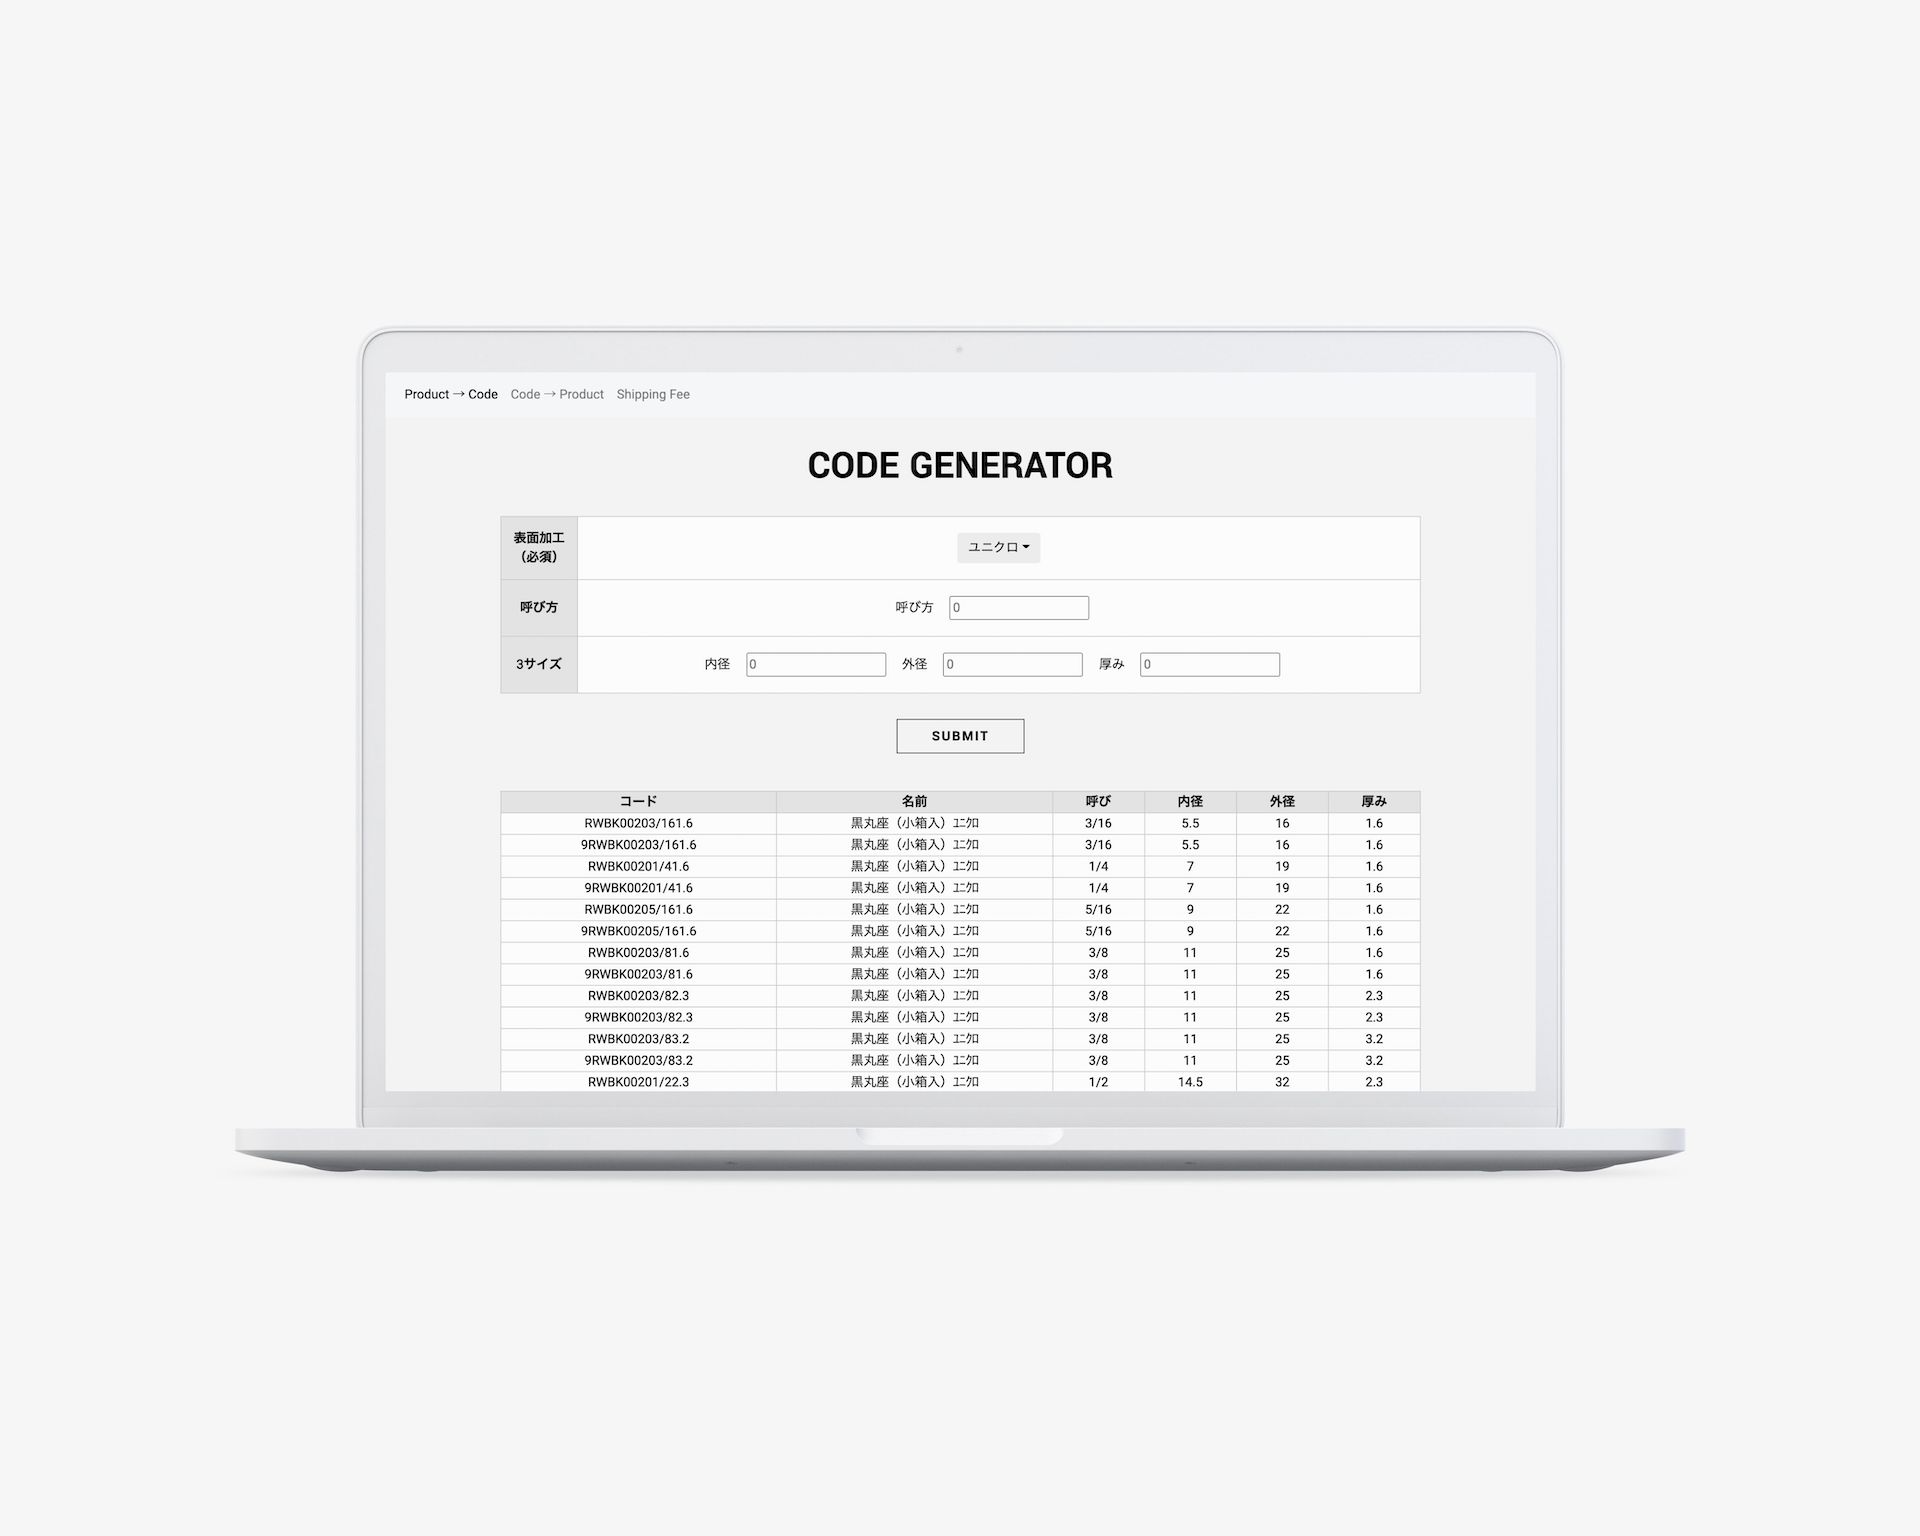 Product → Code Code → Product Shipping Fee
CODE GENERATOR
表面加工
（必須）
ユニクロ
呼び方
呼び方 0
3サイズ
内径 0 外径 0 厚み 0
SUBMIT
コード 名前 呼び 内径 外径 厚み
RWBK00203/161.6 黒丸座（小箱入）ﾕﾆｸﾛ 3/16 5.5 16 1.6
9RWBK00203/161.6 黒丸座（小箱入）ﾕﾆｸﾛ 3/16 5.5 16 1.6
RWBK00201/41.6 黒丸座（小箱入）ﾕﾆｸﾛ 1/4 7 19 1.6
9RWBK00201/41.6 黒丸座（小箱入）ﾕﾆｸﾛ 1/4 7 19 1.6
RWBK00205/161.6 黒丸座（小箱入）ﾕﾆｸﾛ 5/16 9 22 1.6
9RWBK00205/161.6 黒丸座（小箱入）ﾕﾆｸﾛ 5/16 9 22 1.6
RWBK00203/81.6 黒丸座（小箱入）ﾕﾆｸﾛ 3/8 11 25 1.6
9RWBK00203/81.6 黒丸座（小箱入）ﾕﾆｸﾛ 3/8 11 25 1.6
RWBK00203/82.3 黒丸座（小箱入）ﾕﾆｸﾛ 3/8 11 25 2.3
9RWBK00203/82.3 黒丸座（小箱入）ﾕﾆｸﾛ 3/8 11 25 2.3
RWBK00203/83.2 黒丸座（小箱入）ﾕﾆｸﾛ 3/8 11 25 3.2
9RWBK00203/83.2 黒丸座（小箱入）ﾕﾆｸﾛ 3/8 11 25 3.2
RWBK00201/22.3 黒丸座（小箱入）ﾕﾆｸﾛ 1/2 14.5 32 2.3